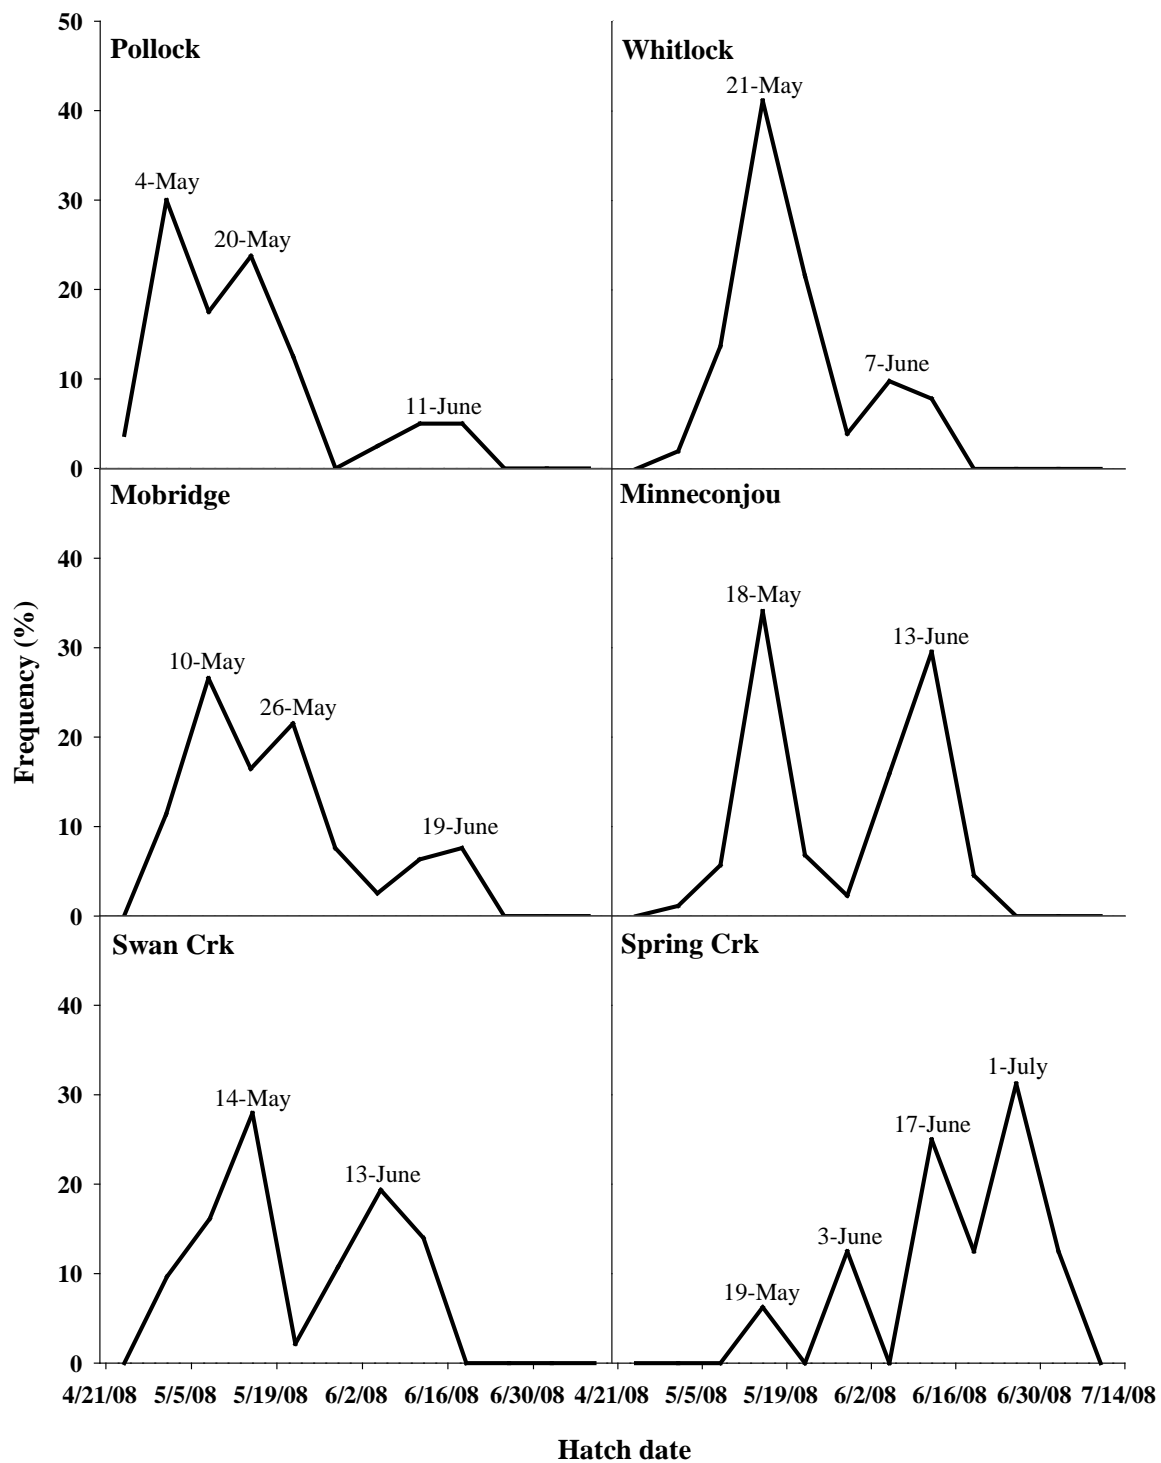 50
Pollock
Whitlock
21-May
40
4-May
30
20-May
20
7-June
10
11-June
0
Mobridge
Minneconjou
40
18-May
13-June
30
10-May
26-May
20
19-June
10
0
Frequency (%)
Swan Crk
Spring Crk
40
1-July
30
14-May
17-June
13-June
20
3-June
10
19-May
0
4/21/08 5/5/08 5/19/08 6/2/08 6/16/08 6/30/08 4/21/08 5/5/08 5/19/08 6/2/08 6/16/08 6/30/08 7/14/08
Hatch date